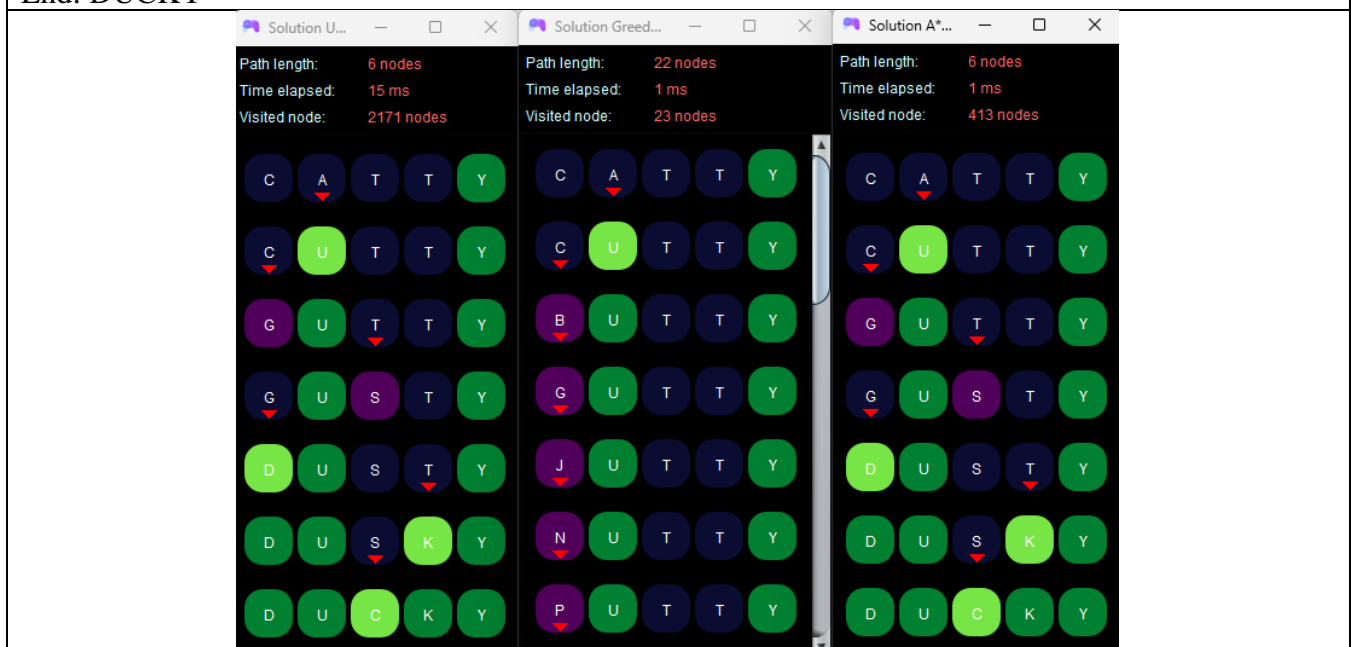 End: DUCKY
Solution U...
Path length: 6 nodes
Time elapsed: 15 ms
Visited node: 2171 nodes
C A T T Y
C U T T Y
G U T T Y
G U S T Y
D U S T Y
D U S K Y
D U C K Y
Solution Greed...
Path length: 22 nodes
Time elapsed: 1 ms
Visited node: 23 nodes
C A T T Y
C U T T Y
B U T T Y
G U T T Y
J U T T Y
N U T T Y
P U T T Y
Solution A*...
Path length: 6 nodes
Time elapsed: 1 ms
Visited node: 413 nodes
C A T T Y
C U T T Y
G U T T Y
G U S T Y
D U S T Y
D U S K Y
D U C K Y